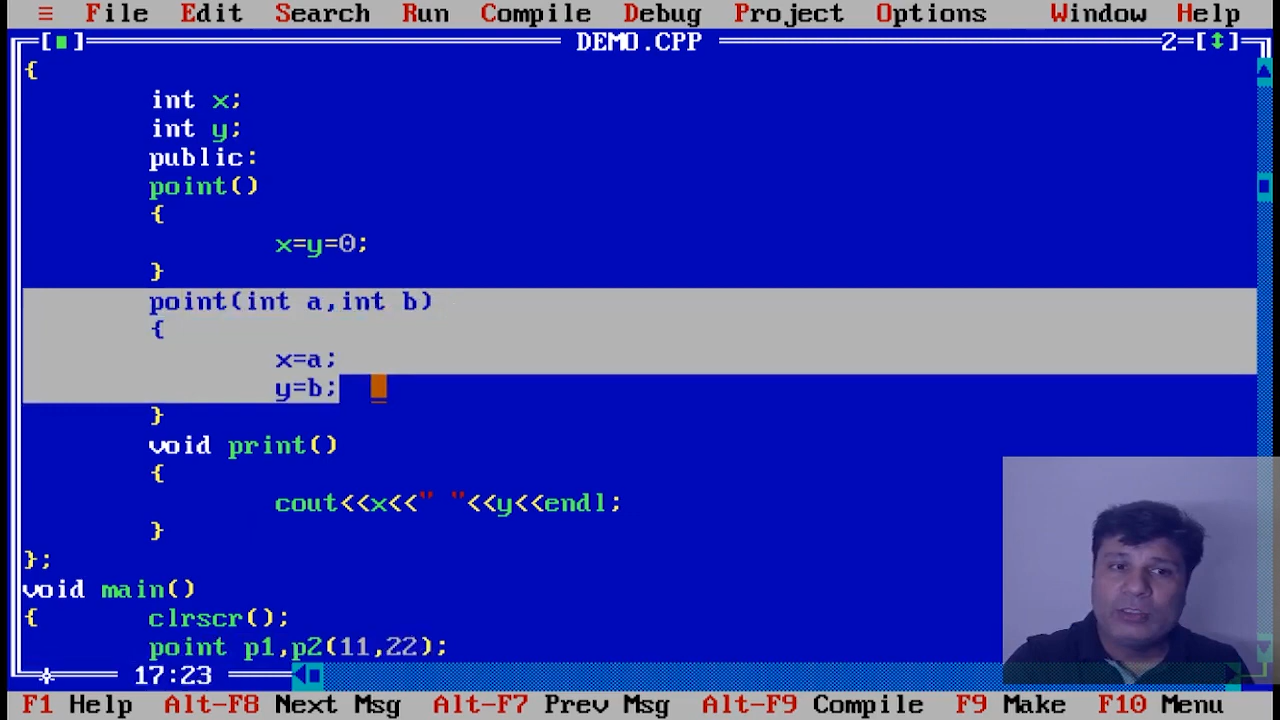 ≡ File Edit Search Run Compile Debug Project Options Window Help
[■] DEMO.CPP 2=[↕]
{
int x;
int y;
public:
point()
{
x=y=0;
}
point(int a,int b)
{
x=a;
y=b;
}
void print()
{
cout<<x<<" "<<y<<endl;
}
};
void main()
{ clrscr();
point p1,p2(11,22);
17:23
F1 Help Alt-F8 Next Msg Alt-F7 Prev Msg Alt-F9 Compile F9 Make F10 Menu